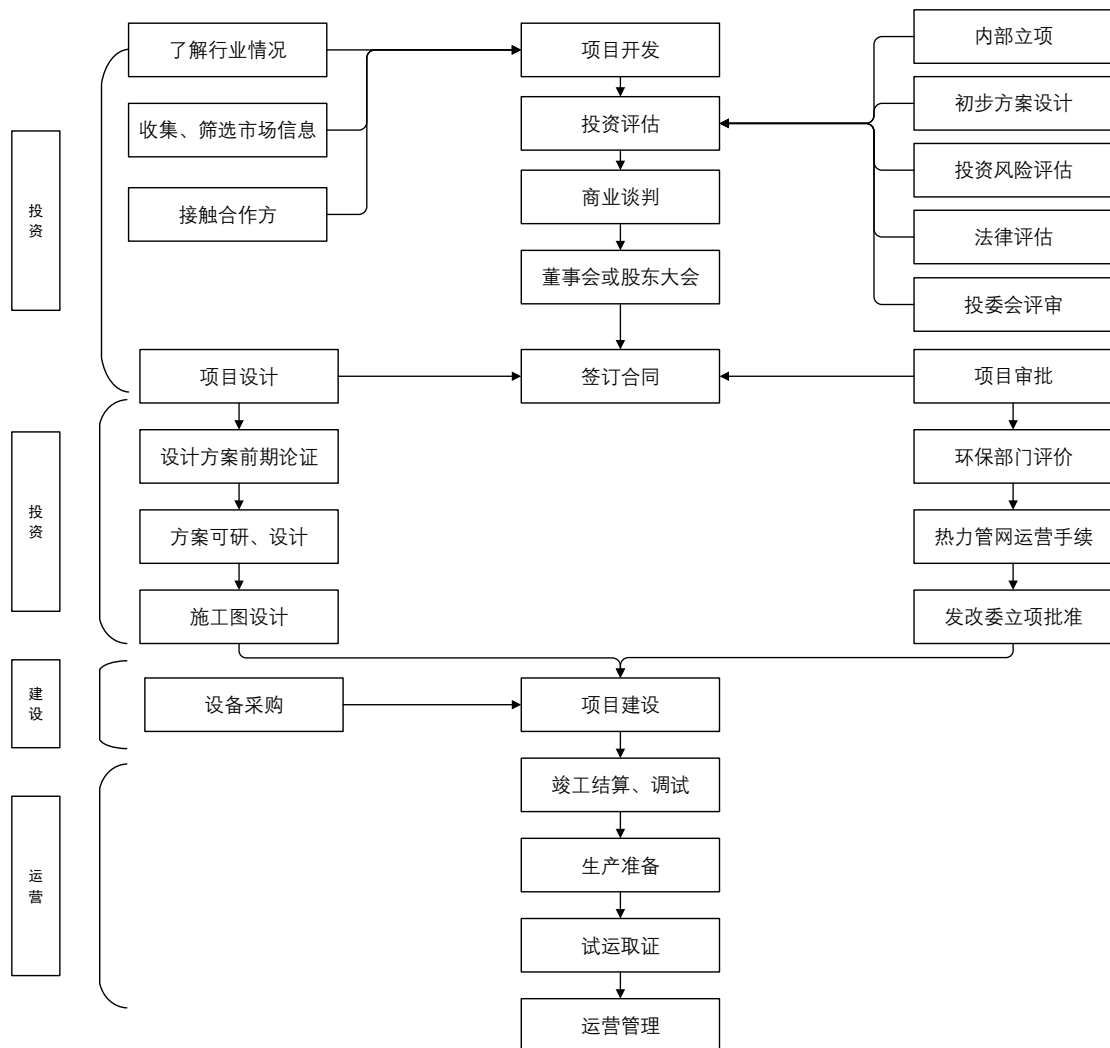 了解行业情况
项目开发
内部立项
收集、筛选市场信息
投资评估
初步方案设计
投资风险评估
接触合作方
商业谈判
法律评估
董事会或股东大会
投委会评审
投
资
项目设计
签订合同
项目审批
设计方案前期论证
环保部门评价
方案可研、设计
热力管网运营手续
施工图设计
发改委立项批准
投
资
设备采购
项目建设
建
设
竣工结算、调试
生产准备
试运取证
运营管理
运
营